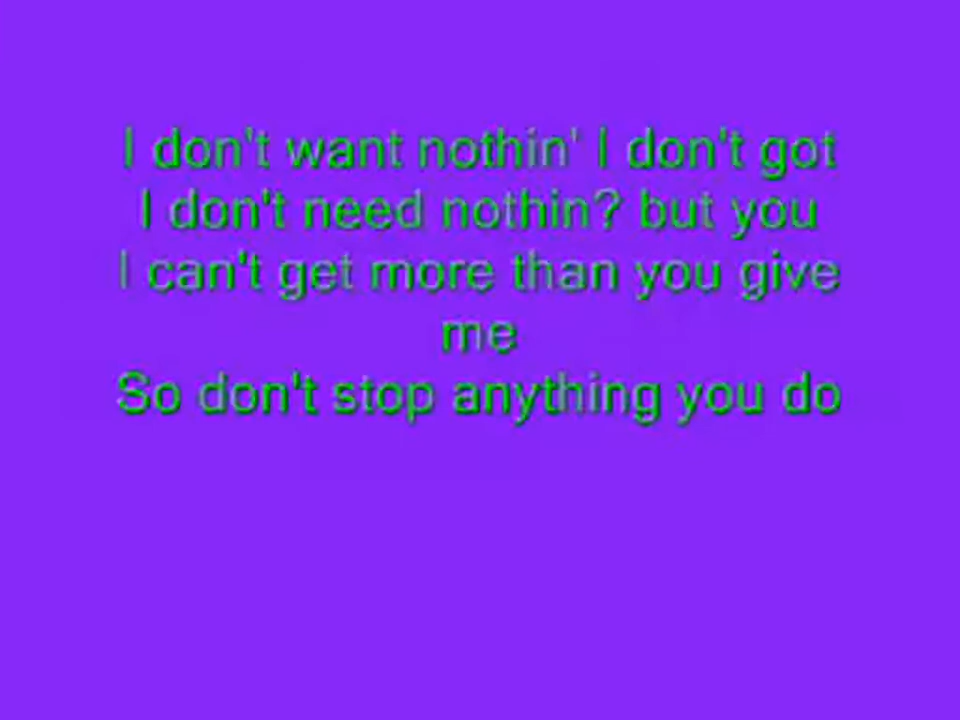 I don't want nothin' I don't got
I don't need nothin? but you
I can't get more than you give
me
So don't stop anything you do